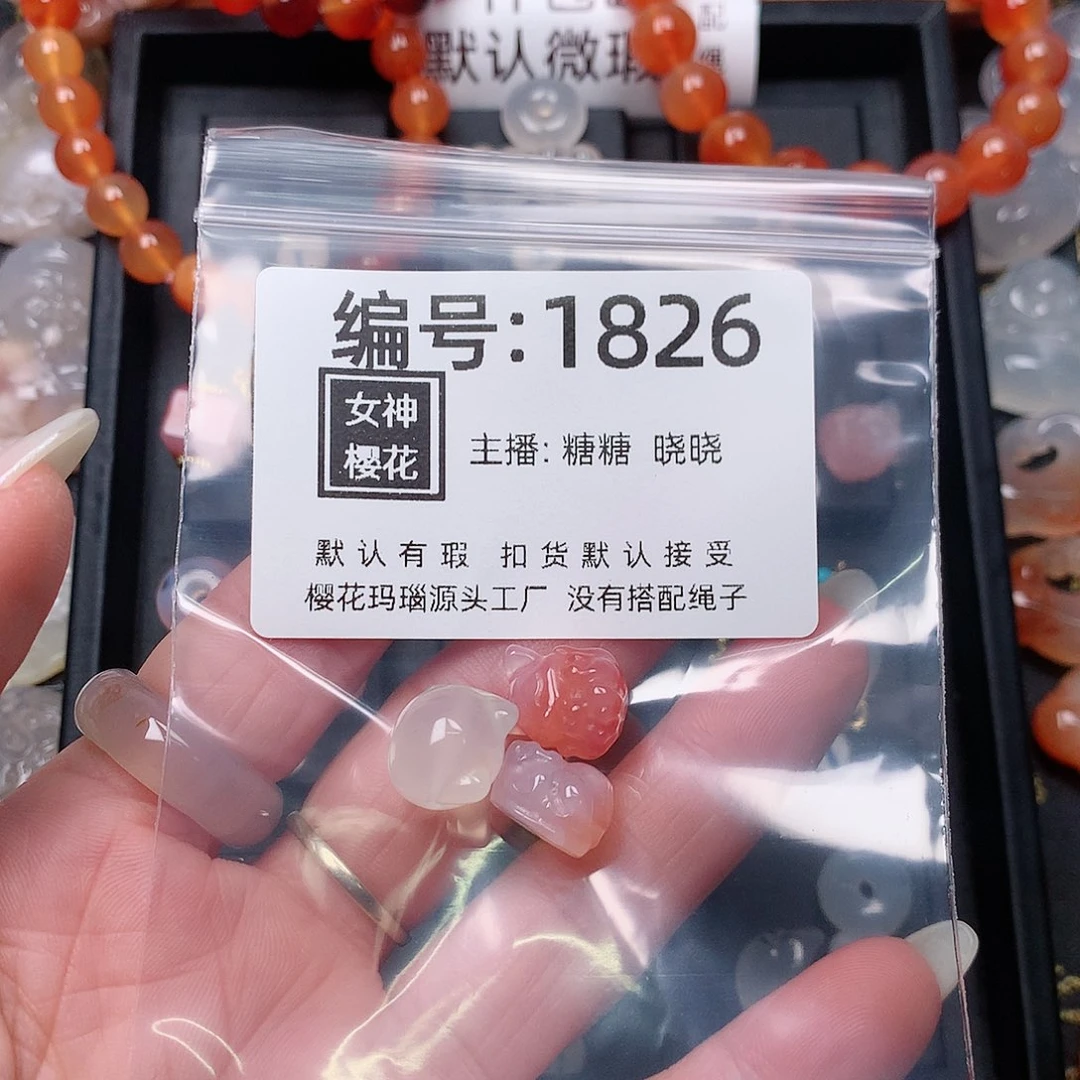 默认微瑕
配
编号:1826
女神
樱花
主播: 糖糖 晓晓
默认有瑕 扣货默认接受
樱花玛瑙源头工厂 没有搭配绳子